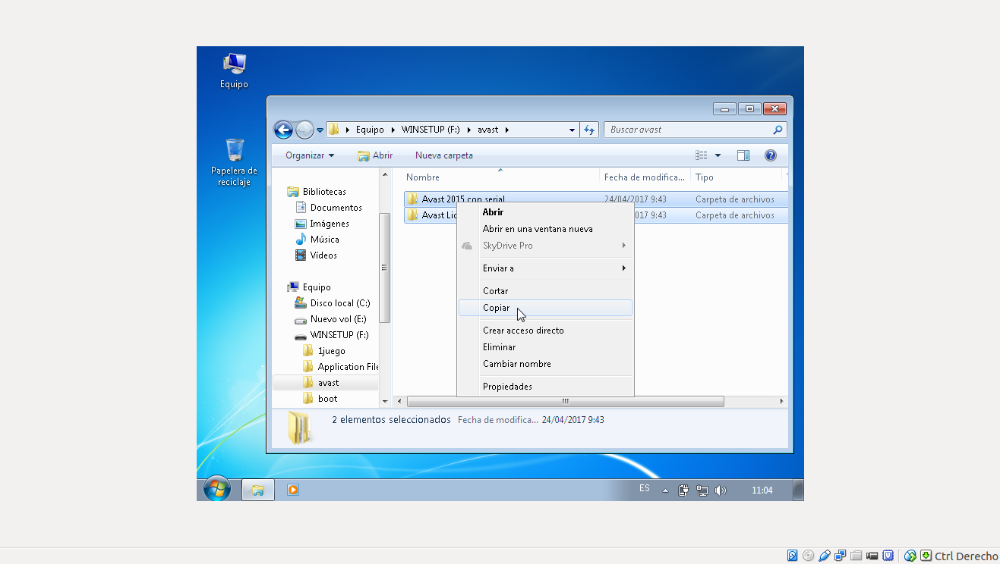 Equipo
Papelera de
reciclaje
Equipo WINSETUP (F:) avast
Buscar avast
Organizar Abrir Nueva carpeta
Nombre Fecha de modifica... Tipo
Bibliotecas
Documentos
Imágenes
Música
Vídeos
Equipo
Disco local (C:)
Nuevo vol (E:)
WINSETUP (F:)
1juego
Application File
avast
boot
Avast 2015 con serial 24/04/2017 9:43 Carpeta de archivos
Avast Lic 017 9:43 Carpeta de archivos
Abrir
Abrir en una ventana nueva
SkyDrive Pro
Enviar a
Cortar
Copiar
Crear acceso directo
Eliminar
Cambiar nombre
Propiedades
2 elementos seleccionados Fecha de modifica... 24/04/2017 9:43
ES 11:04
Ctrl Derecho